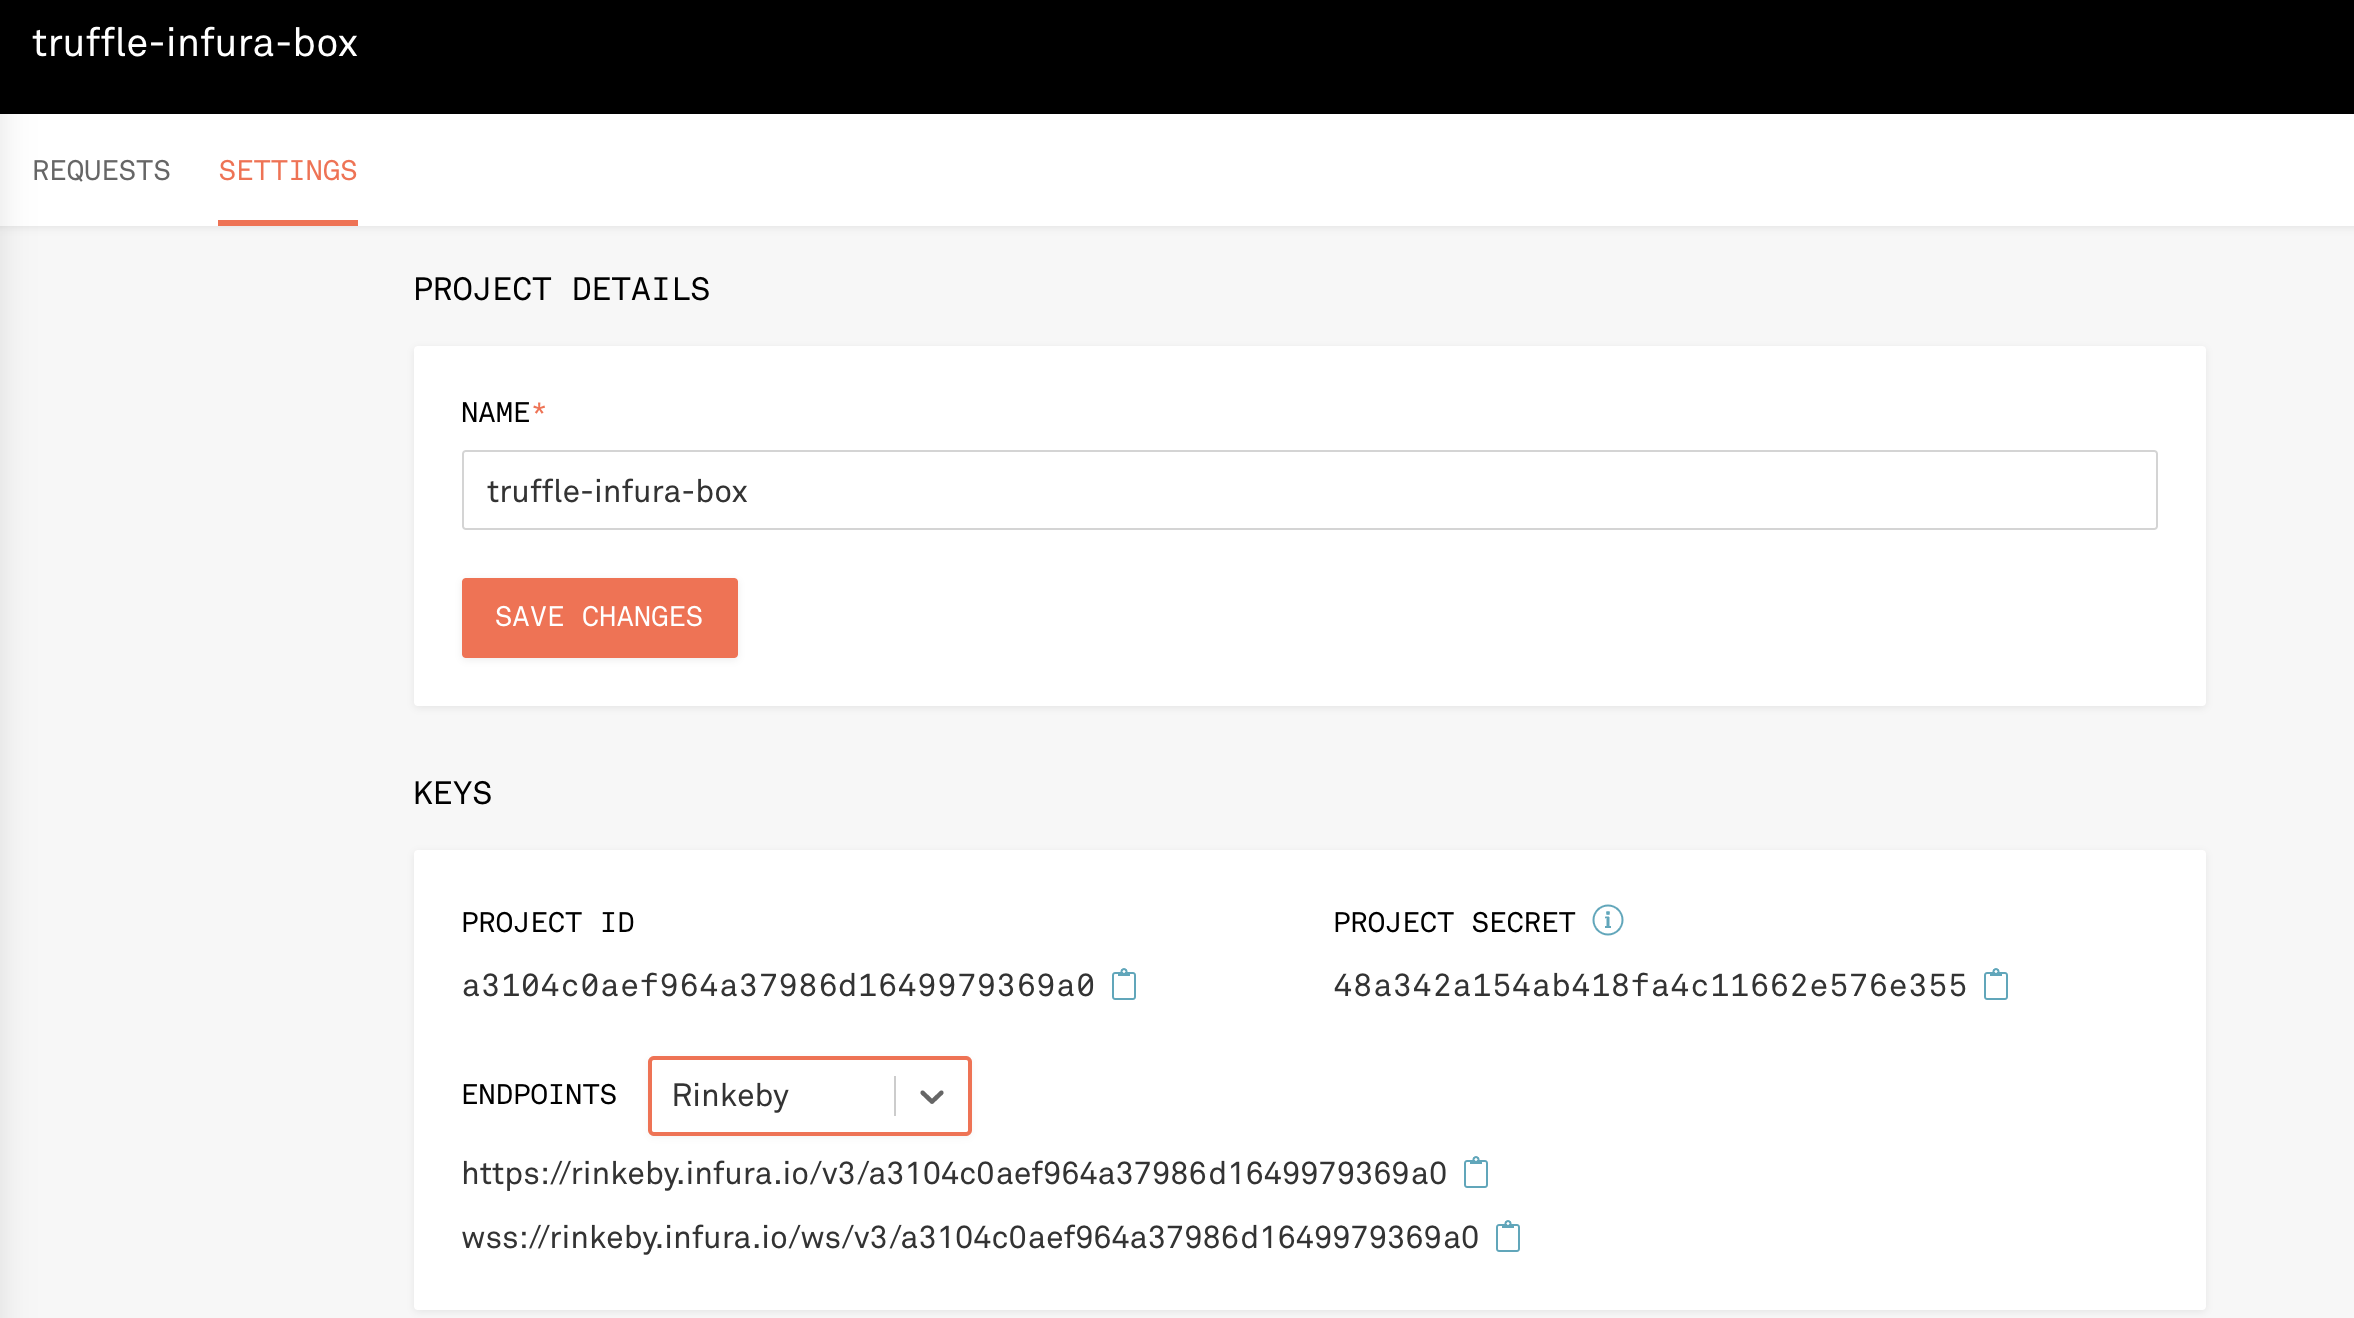 truffle-infura-box
REQUESTS SETTINGS
PROJECT DETAILS
NAME*
truffle-infura-box
SAVE CHANGES
KEYS
PROJECT ID
a3104c0aef964a37986d1649979369a0
PROJECT SECRET
48a342a154ab418fa4c11662e576e355
ENDPOINTS Rinkeby
https://rinkeby.infura.io/v3/a3104c0aef964a37986d1649979369a0
wss://rinkeby.infura.io/ws/v3/a3104c0aef964a37986d1649979369a0